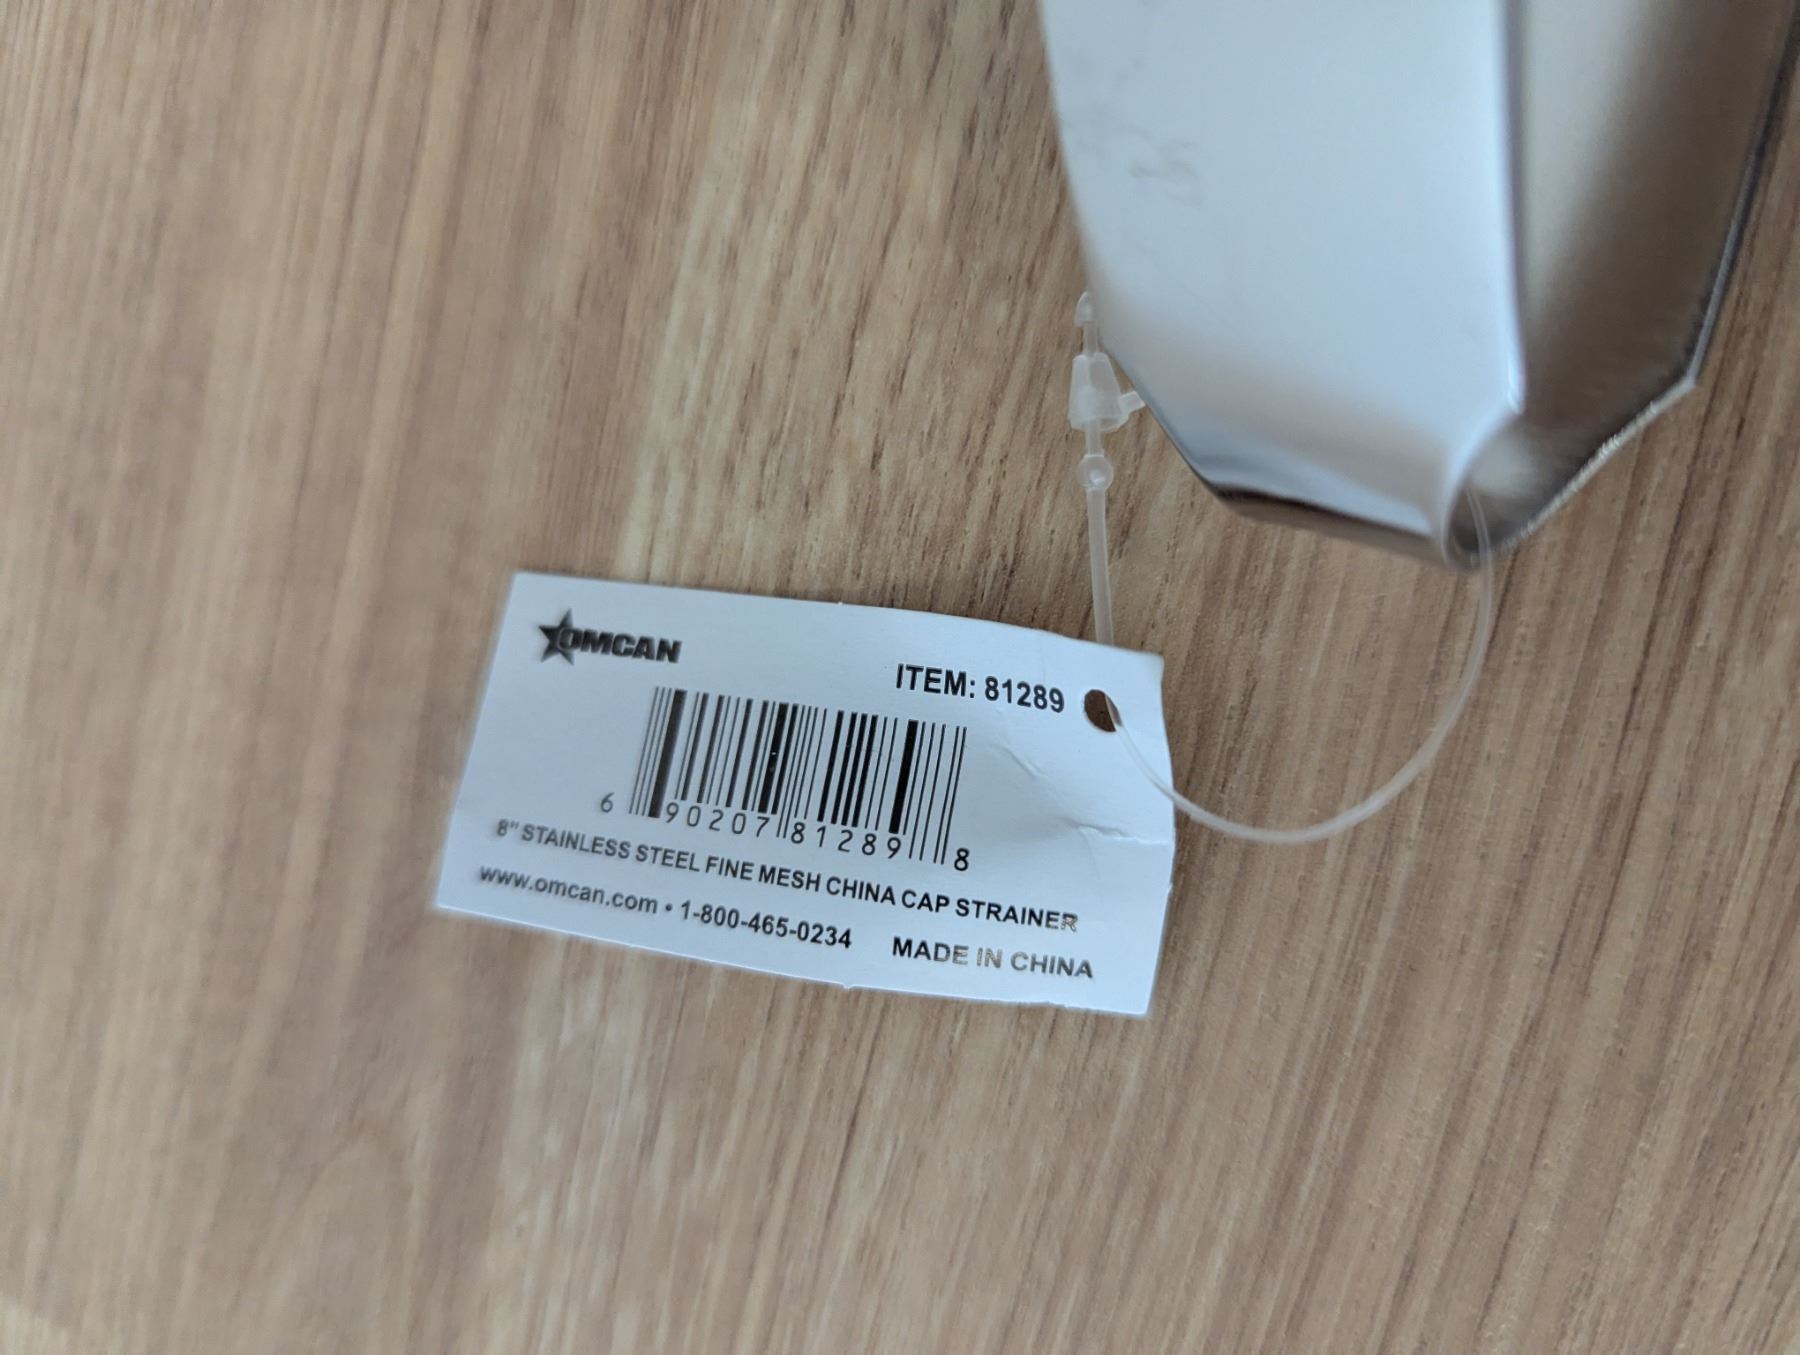 OMCAN
ITEM: 81289
6 90207 81289 8
8" STAINLESS STEEL FINE MESH CHINA CAP STRAINER
www.omcan.com • 1-800-465-0234 MADE IN CHINA